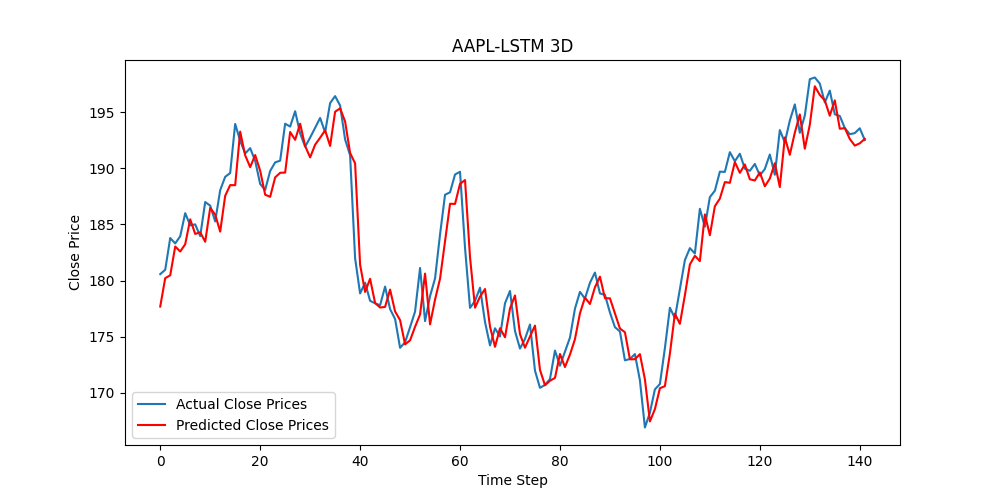 AAPL-LSTM 3D
Close Price
195
190
185
180
175
170
Actual Close Prices
Predicted Close Prices
0 20 40 60 80 100 120 140
Time Step